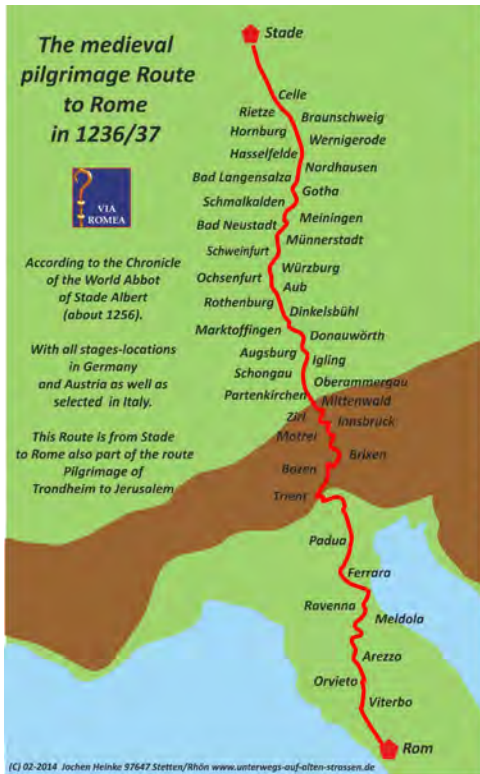 The medieval
pilgrimage Route
to Rome
in 1236/37
VIA
ROMEA
According to the Chronicle
of the World Abbot
of Stade Albert
(about 1256).
With all stages-locations
in Germany
and Austria as well as
selected in Italy.
This Route is from Stade
to Rome also part of the route
Pilgrimage of
Trondheim to Jerusalem
Stade
Celle
Rietze
Braunschweig
Hornburg
Wernigerode
Hasselfelde
Nordhausen
Bad Langensalza
Gotha
Schmalkalden
Meiningen
Bad Neustadt
Münnerstadt
Schweinfurt
Würzburg
Ochsenfurt
Aub
Rothenburg
Dinkelsbühl
Marktoffingen
Donauwörth
Augsburg
Igling
Schongau
Oberammergau
Partenkirchen
Mittenwald
Zirl
Innsbruck
Matrei
Brixen
Bozen
Trient
Padua
Ferrara
Ravenna
Meldola
Arezzo
Orvieto
Viterbo
Rom
(C) 02-2014 Jochen Heinke 97647 Stetten/Rhön www.unterwegs-auf-alten-strassen.de